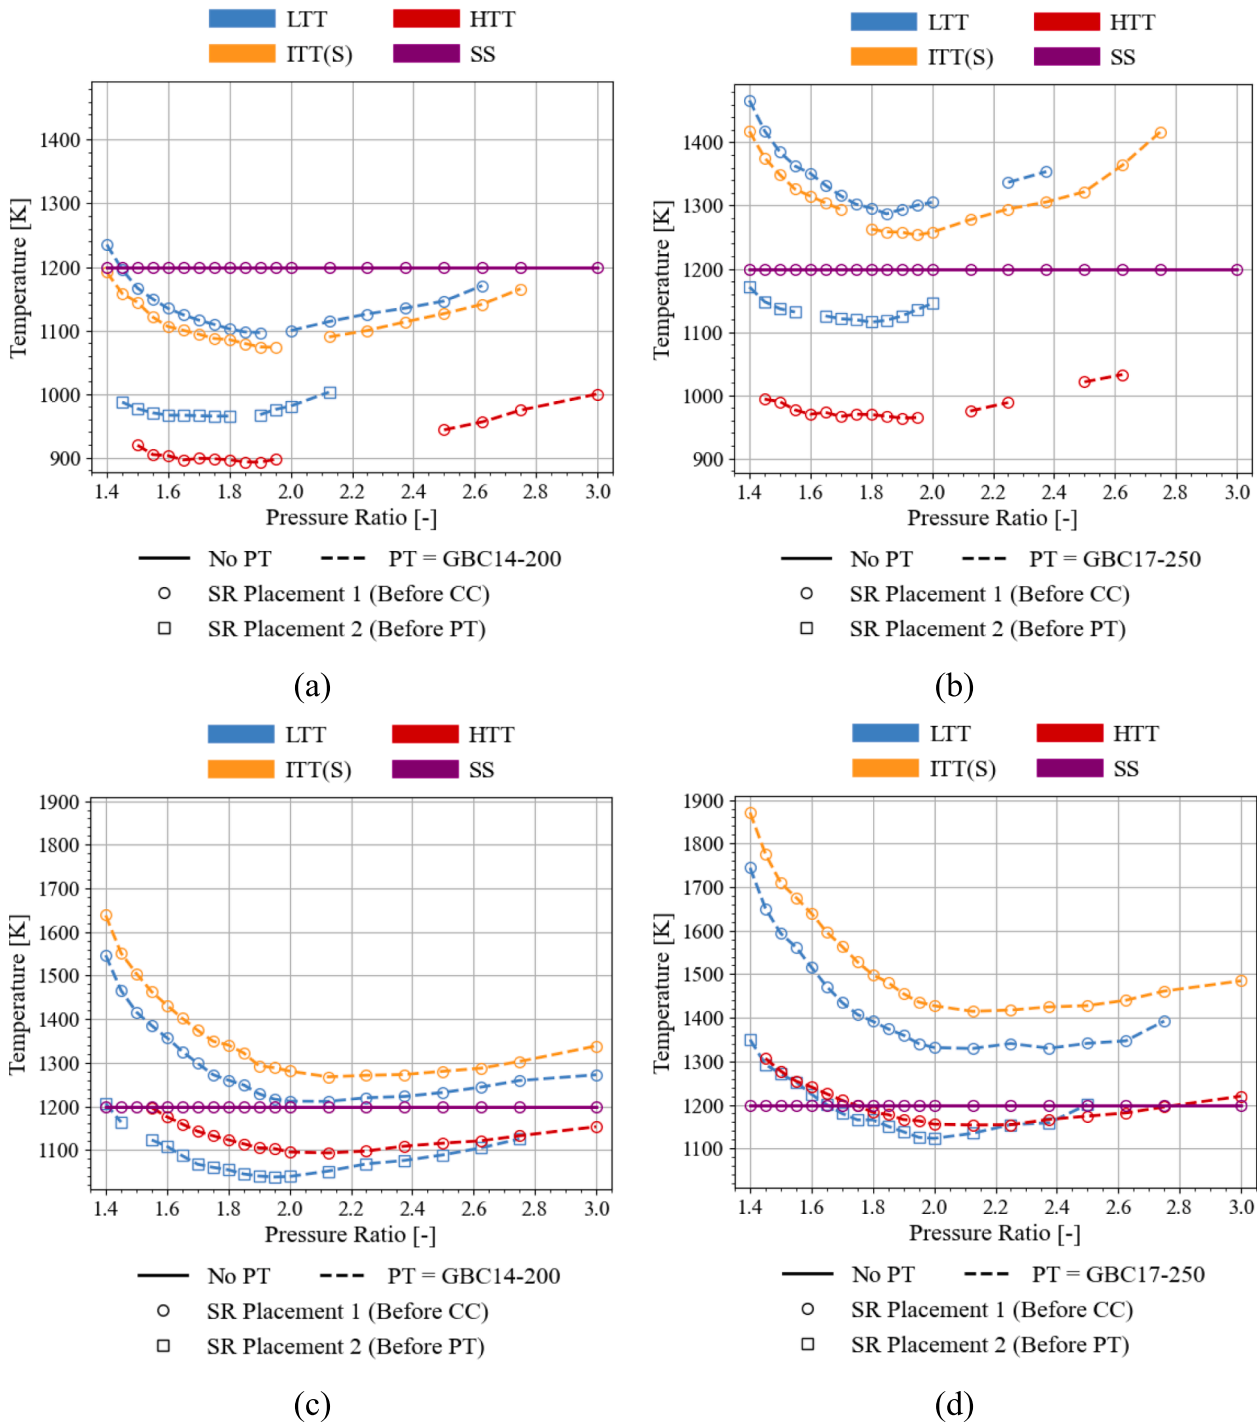 LTT HTT
ITT(S) SS
1400
1300
1200
1100
1000
900
Temperature [K]
1.4 1.6 1.8 2.0 2.2 2.4 2.6 2.8 3.0
Pressure Ratio [-]
No PT PT = GBC14-200
SR Placement 1 (Before CC)
SR Placement 2 (Before PT)
(a)
LTT HTT
ITT(S) SS
1400
1300
1200
1100
1000
900
Temperature [K]
1.4 1.6 1.8 2.0 2.2 2.4 2.6 2.8 3.0
Pressure Ratio [-]
No PT PT = GBC17-250
SR Placement 1 (Before CC)
SR Placement 2 (Before PT)
(b)
LTT HTT
ITT(S) SS
1900
1800
1700
1600
1500
1400
1300
1200
1100
Temperature [K]
1.4 1.6 1.8 2.0 2.2 2.4 2.6 2.8 3.0
Pressure Ratio [-]
No PT PT = GBC14-200
SR Placement 1 (Before CC)
SR Placement 2 (Before PT)
(c)
LTT HTT
ITT(S) SS
1900
1800
1700
1600
1500
1400
1300
1200
1100
Temperature [K]
1.4 1.6 1.8 2.0 2.2 2.4 2.6 2.8 3.0
Pressure Ratio [-]
No PT PT = GBC17-250
SR Placement 1 (Before CC)
SR Placement 2 (Before PT)
(d)